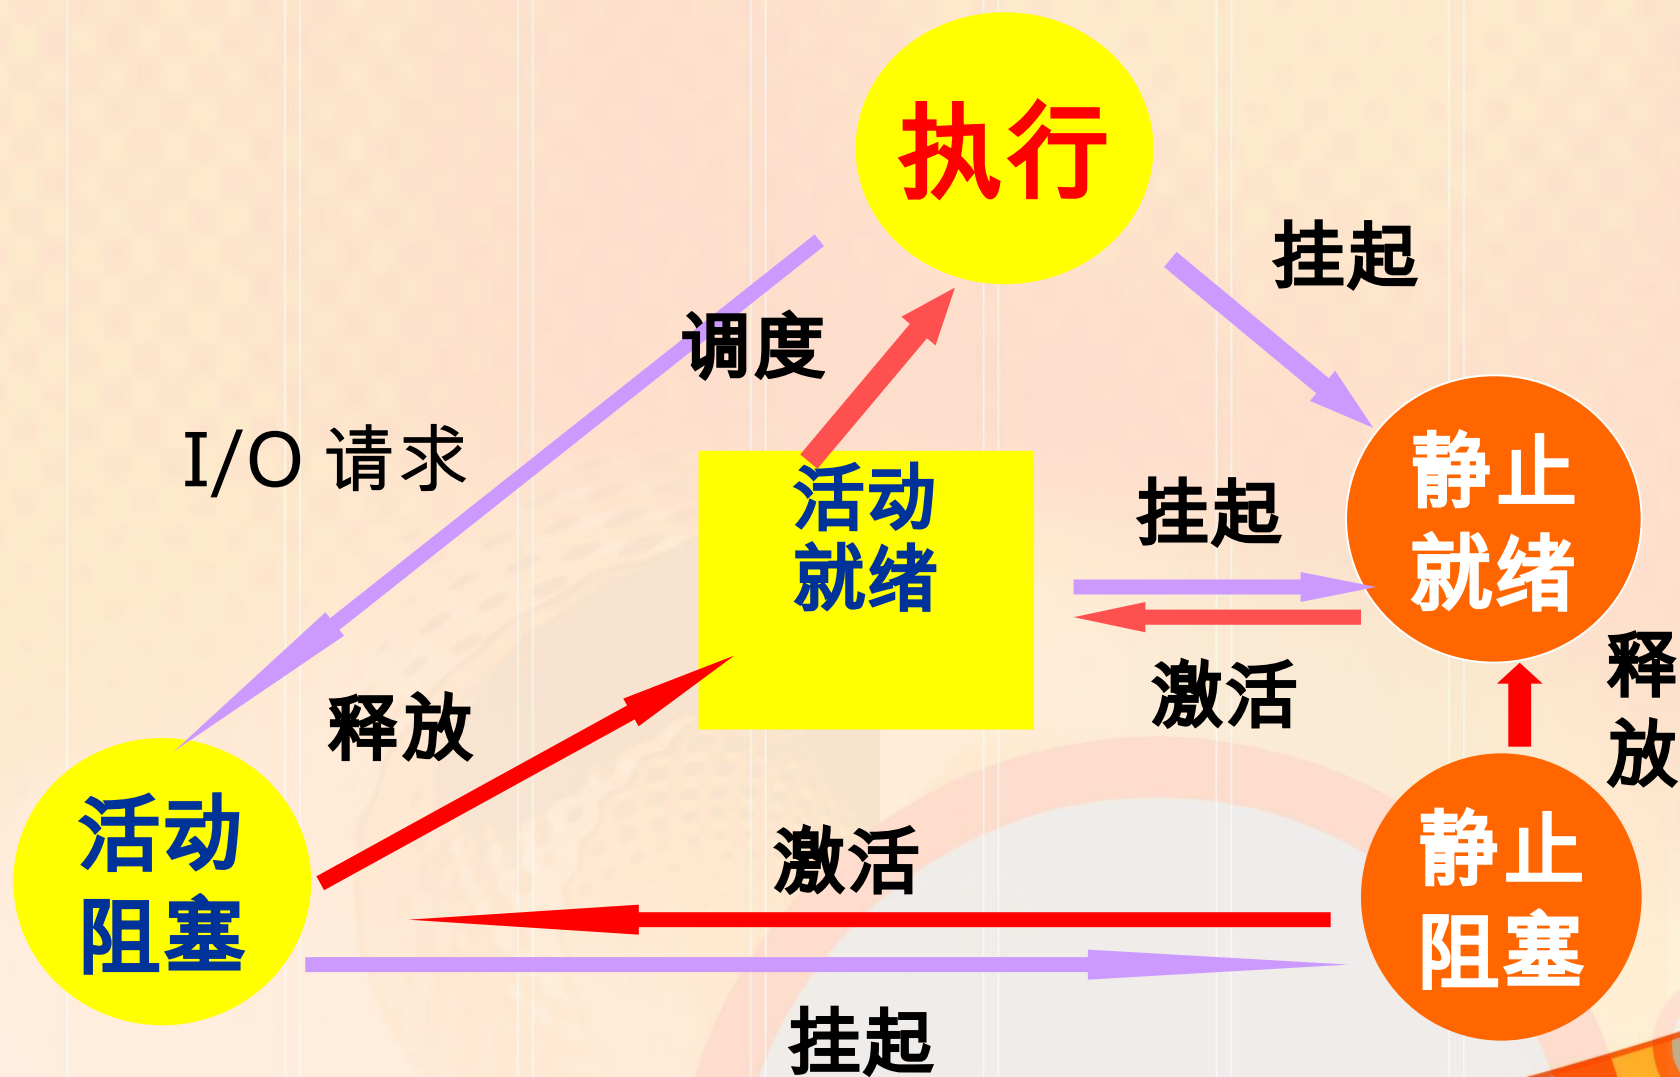 执行
挂起
调度
I/O 请求
活动
就绪
挂起
静止
就绪
激活
释
放
释放
活动
阻塞
激活
静止
阻塞
挂起